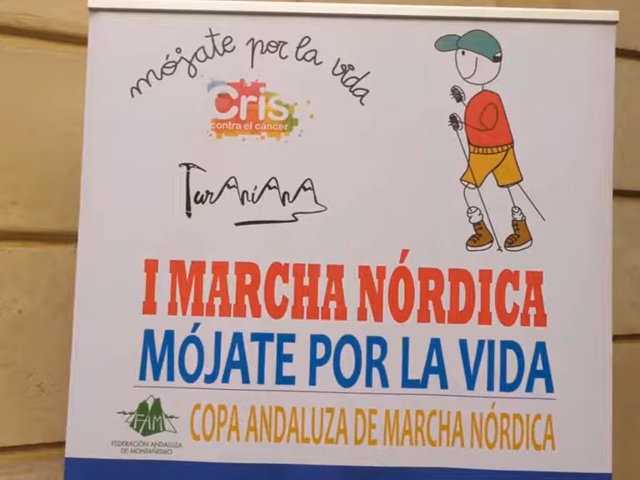 mójate por la vida
Cris
contra el cáncer
TarAniAnA
I MARCHA NÓRDICA
MÓJATE POR LA VIDA
COPA ANDALUZA DE MARCHA NÓRDICA
FAM
FEDERACIÓN ANDALUZA
DE MONTAÑISMO